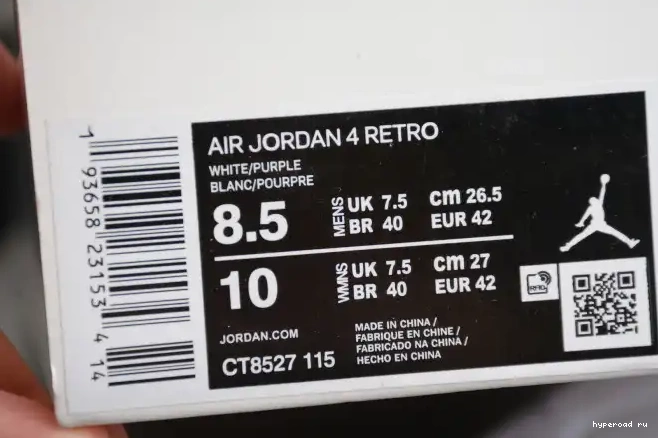 AIR JORDAN 4 RETRO
WHITE/PURPLE
BLANC/POURPRE
8.5 MENS UK 7.5 cm 26.5
BR 40 EUR 42
10 WMNS UK 7.5 cm 27
BR 40 EUR 42
JORDAN.COM
CT8527 115
MADE IN CHINA /
FABRIQUE EN CHINE /
FABRICADO NA CHINA /
HECHO EN CHINA
RFID
1 93658 23153 4 14
hyperoad ru